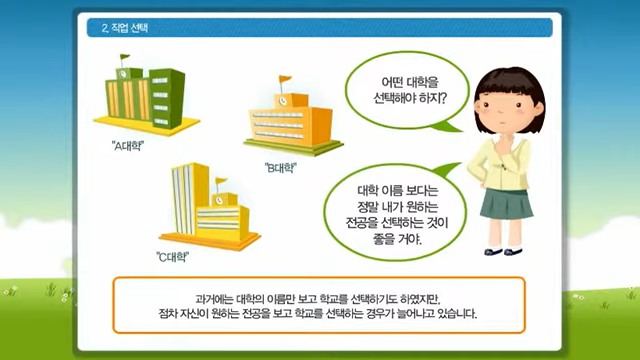 2. 직업 선택
어떤 대학을
선택해야 하지?
"A대학"
"B대학"
대학 이름 보다는
정말 내가 원하는
전공을 선택하는 것이
좋을 거야.
"C대학"
과거에는 대학의 이름만 보고 학교를 선택하기도 하였지만,
점차 자신이 원하는 전공을 보고 학교를 선택하는 경우가 늘어나고 있습니다.